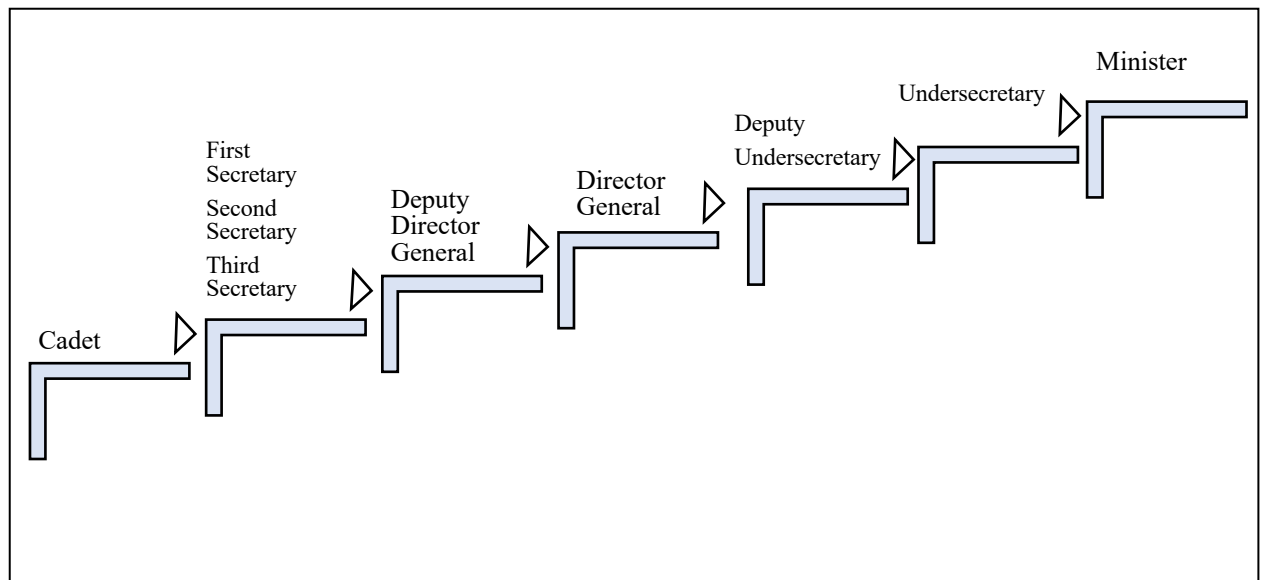 Cadet
First
Secretary
Second
Secretary
Third
Secretary
Deputy
Director
General
Director
General
Deputy
Undersecretary
Undersecretary
Minister